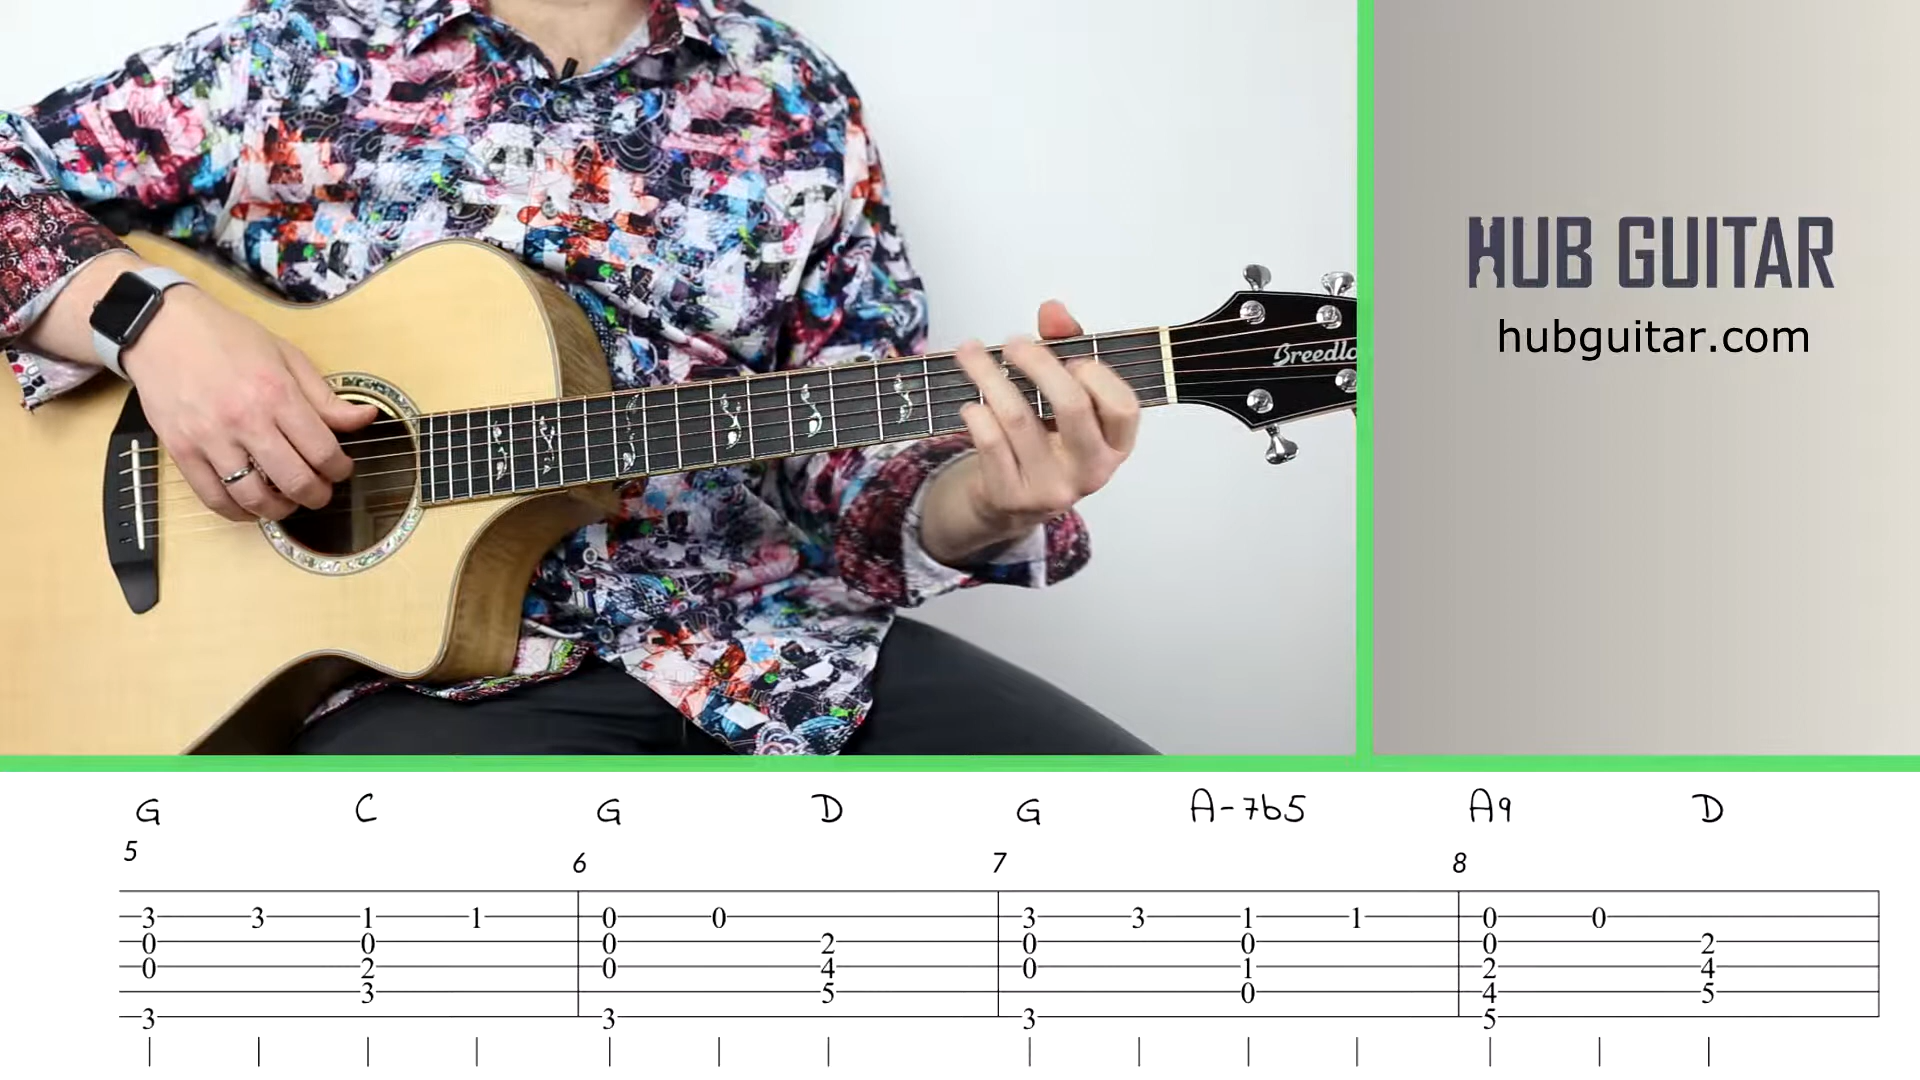 Breedlo
HUB GUITAR
hubguitar.com
G C G D G A-7b5 A9 D
5 6 7 8
3 3 1 1 0 0 3 3 1 1 0 0
0 0 0 2 0 0 0 2
0 2 0 4 0 1 2 4
3 5 0 4 5
3 3 3 5